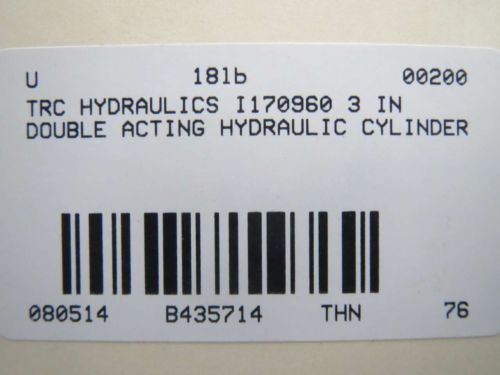 U 18lb 00200
TRC HYDRAULICS I170960 3 IN
DOUBLE ACTING HYDRAULIC CYLINDER
080514 B435714 THN 76